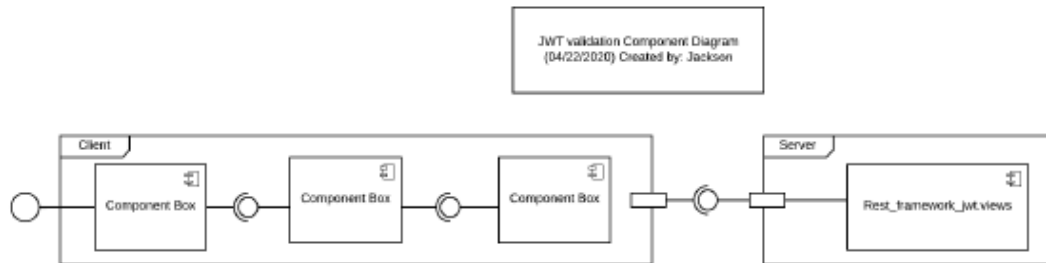 JWT validation Component Diagram
(04/22/2020) Created by: Jackson
Client
Server
Component Box
Component Box
Component Box
Rest_framework_jwt.views